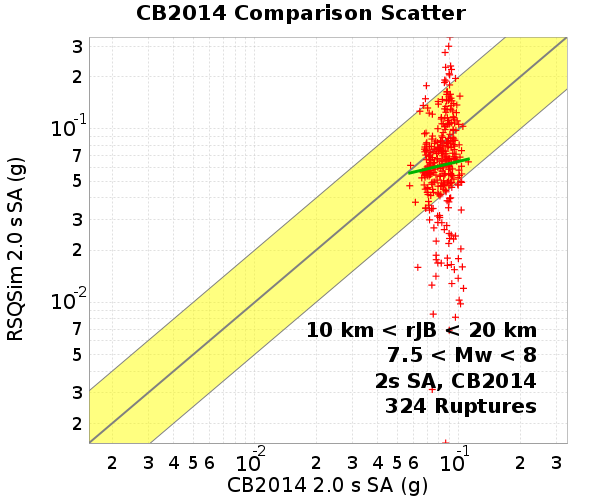 CB2014 Comparison Scatter
3
2
10-1
7
5
3
2
10-2
7
5
3
2
RSQSim 2.0 s SA (g)
10 km < rJB < 20 km
7.5 < Mw < 8
2s SA, CB2014
324 Ruptures
2 3 4 5 6 10-2 2 3 4 5 6 10-1 2 3
CB2014 2.0 s SA (g)